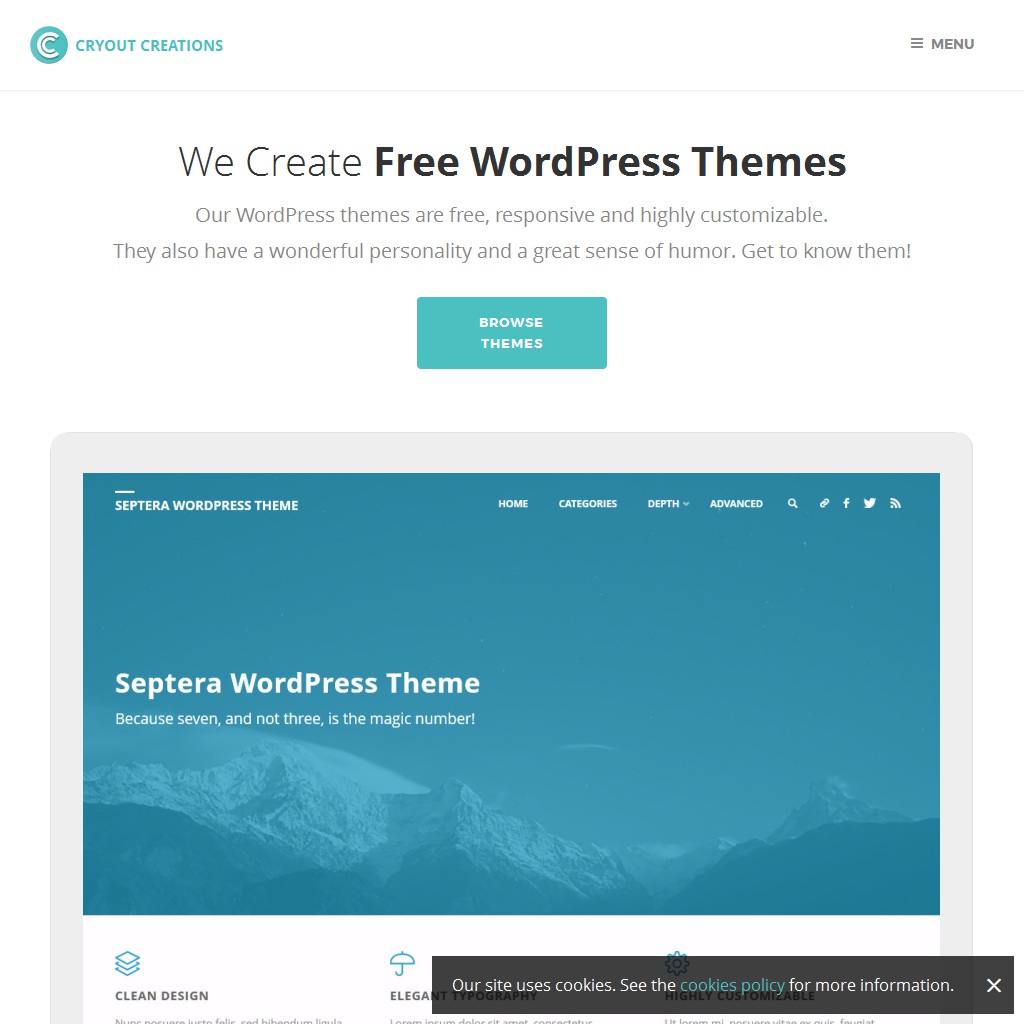 CRYOUT CREATIONS
MENU
We Create Free WordPress Themes
Our WordPress themes are free, responsive and highly customizable.
They also have a wonderful personality and a great sense of humor. Get to know them!
BROWSE
THEMES
SEPTERA WORDPRESS THEME
HOME CATEGORIES DEPTH ADVANCED
Septera WordPress Theme
Because seven, and not three, is the magic number!
CLEAN DESIGN
ELEGANT TYPOGRAPHY
HIGHLY CUSTOMIZABLE
Our site uses cookies. See the cookies policy for more information.
Nunc posuere justo felis, sed bibendum ligula
Lorem ipsum dolor sit amet, consectetur
Ut lorem mi, posuere vitae ex quis, feugiat